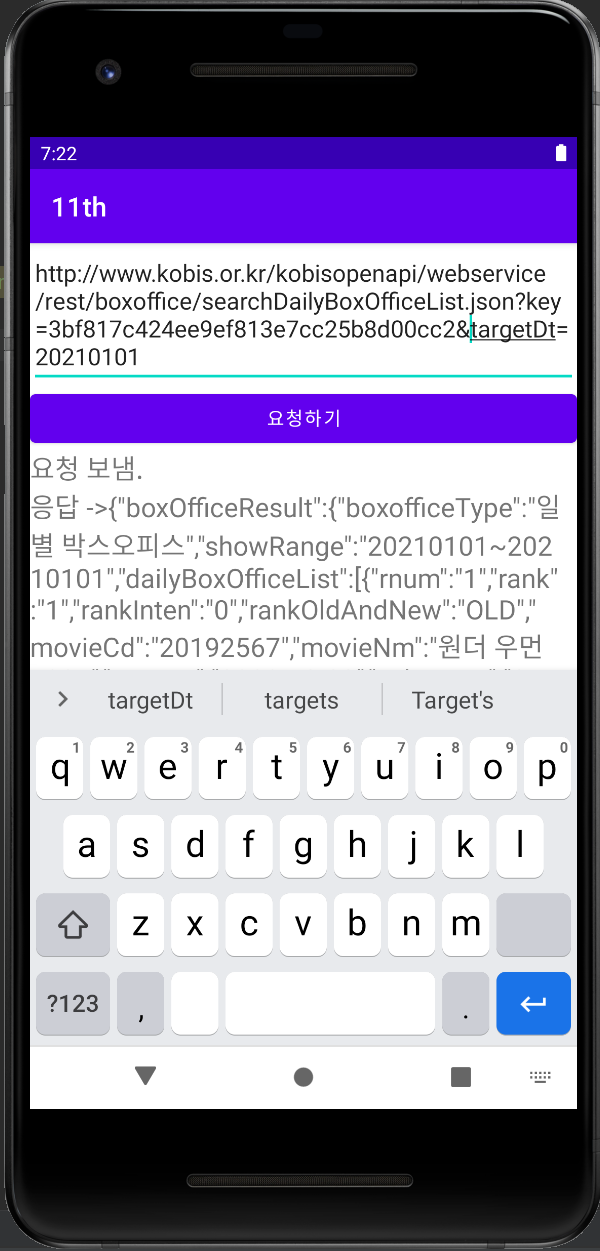 7:22
11th
http://www.kobis.or.kr/kobisopenapi/webservice
/rest/boxoffice/searchDailyBoxOfficeList.json?key
=3bf817c424ee9ef813e7cc25b8d00cc2&targetDt=
20210101
요청하기
요청 보냄.
응답 ->{"boxOfficeResult":{"boxofficeType":"일
별 박스오피스","showRange":"20210101~202
10101","dailyBoxOfficeList":[{"rnum":"1","rank"
:"1","rankInten":"0","rankOldAndNew":"OLD","
movieCd":"20192567","movieNm":"원더 우먼
targetDt targets Target's
1 2 3 4 5 6 7 8 9 0
q w e r t y u i o p
a s d f g h j k l
z x c v b n m
?123 , .